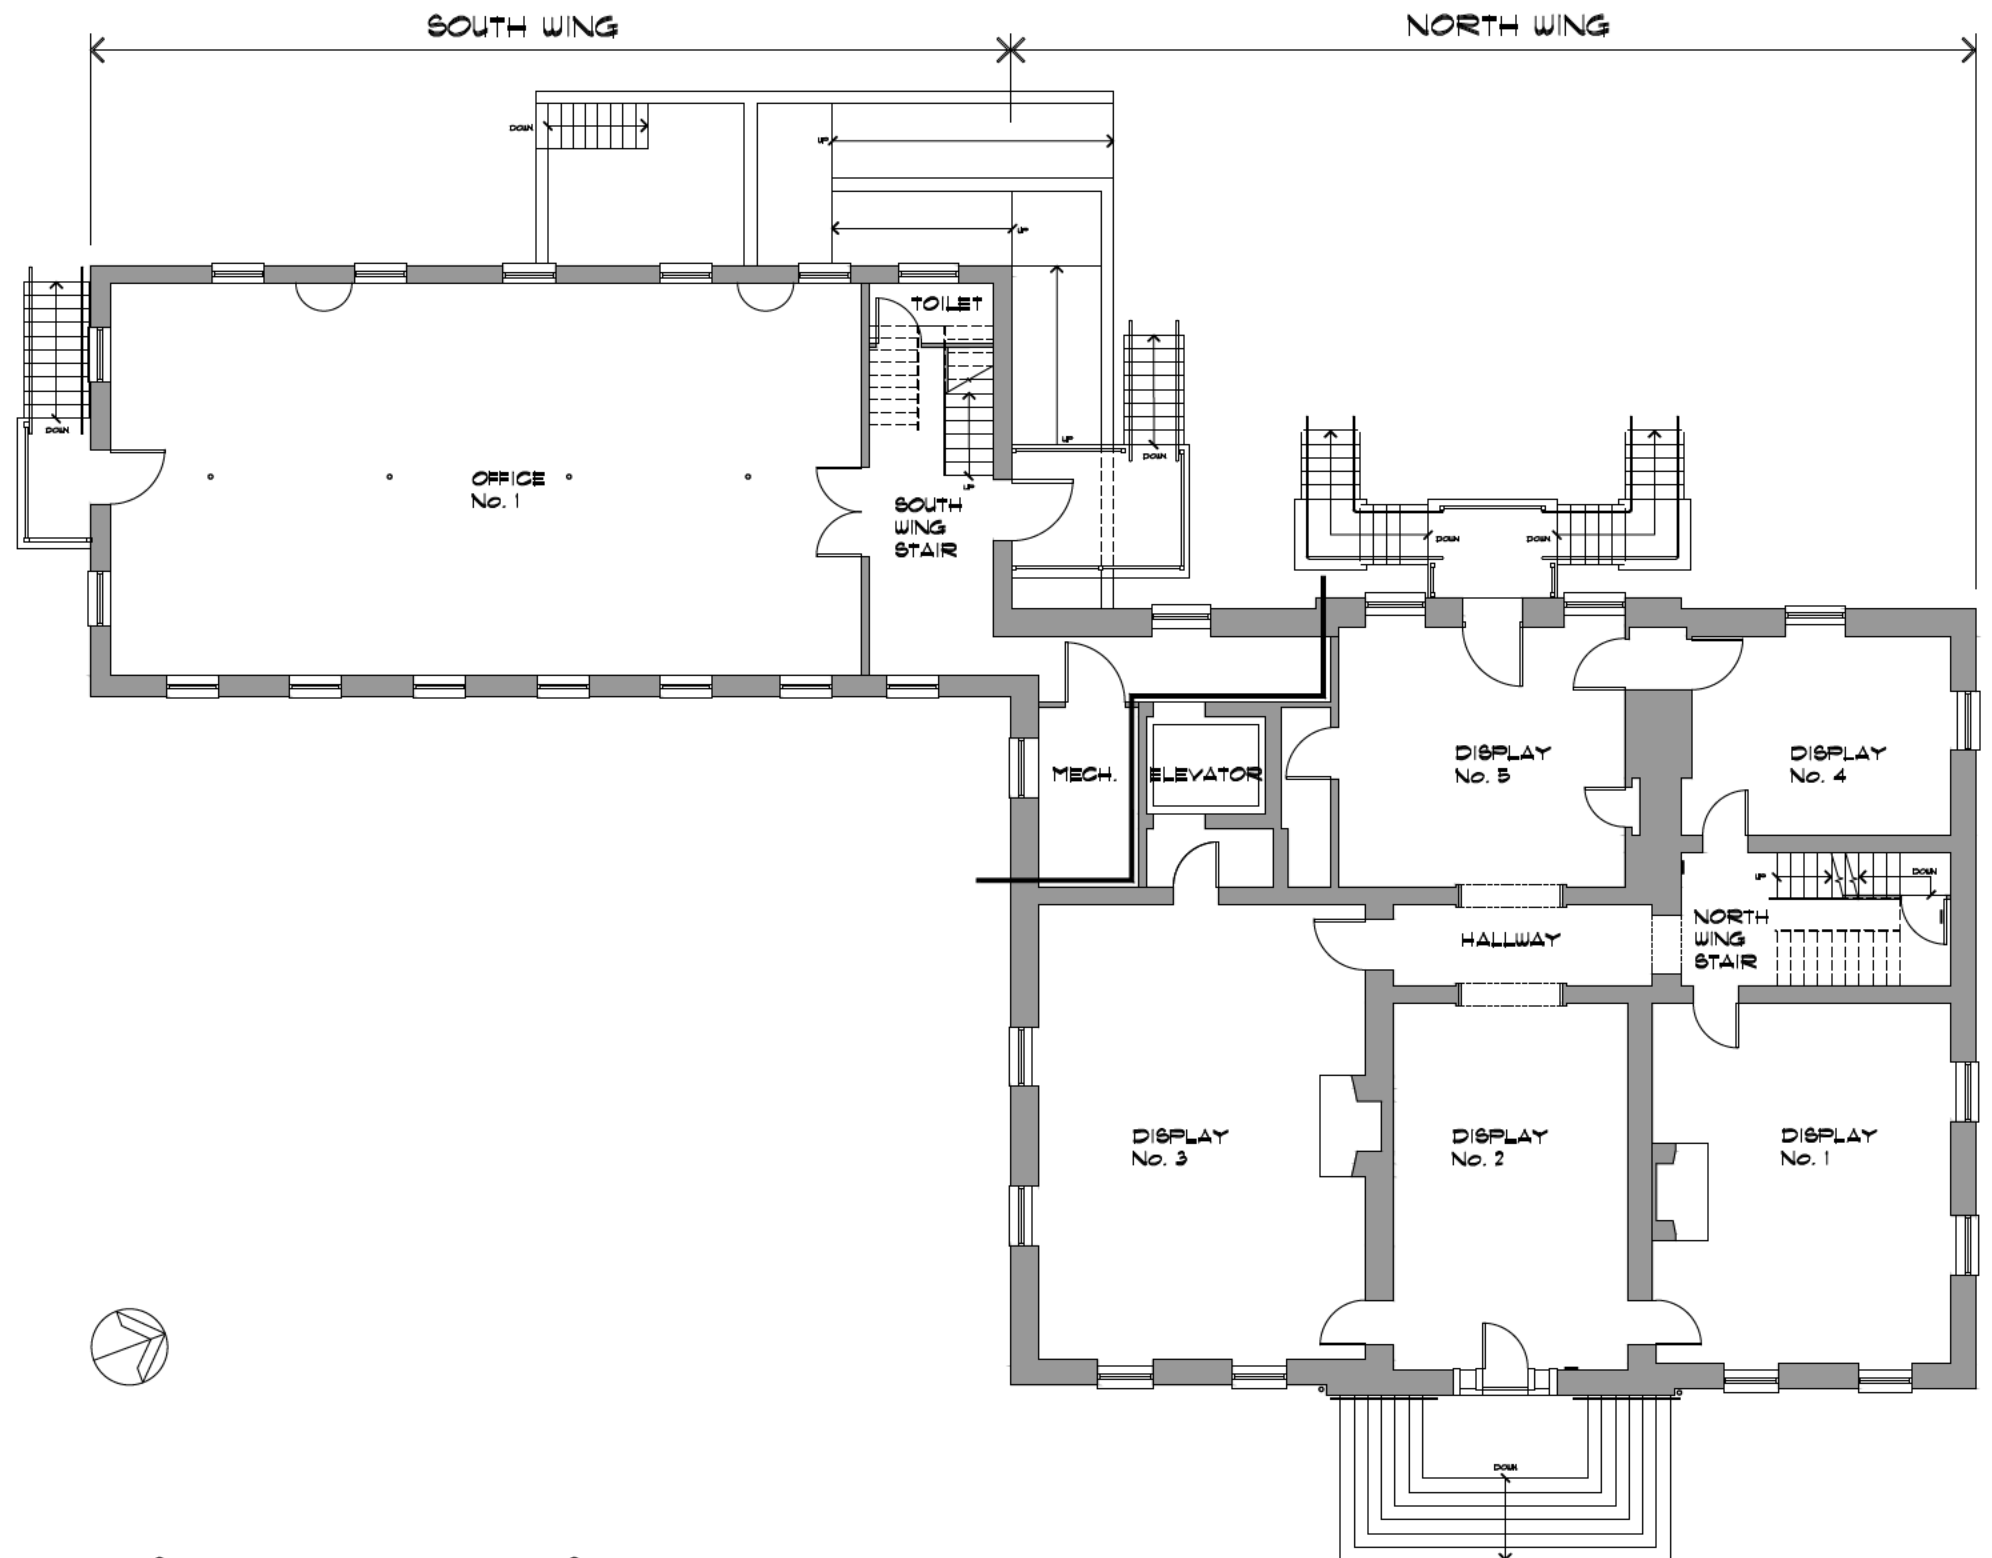 SOUTH WING
NORTH WING
DOWN
UP
UP
TOILET
DOWN
UP
DOWN
OFFICE
No. 1
UP
SOUTH
WING
STAIR
DOWN
DOWN
MECH.
ELEVATOR
DISPLAY
No. 5
DISPLAY
No. 4
UP
DOWN
HALLWAY
NORTH
WING
STAIR
DISPLAY
No. 3
DISPLAY
No. 2
DISPLAY
No. 1
DOWN